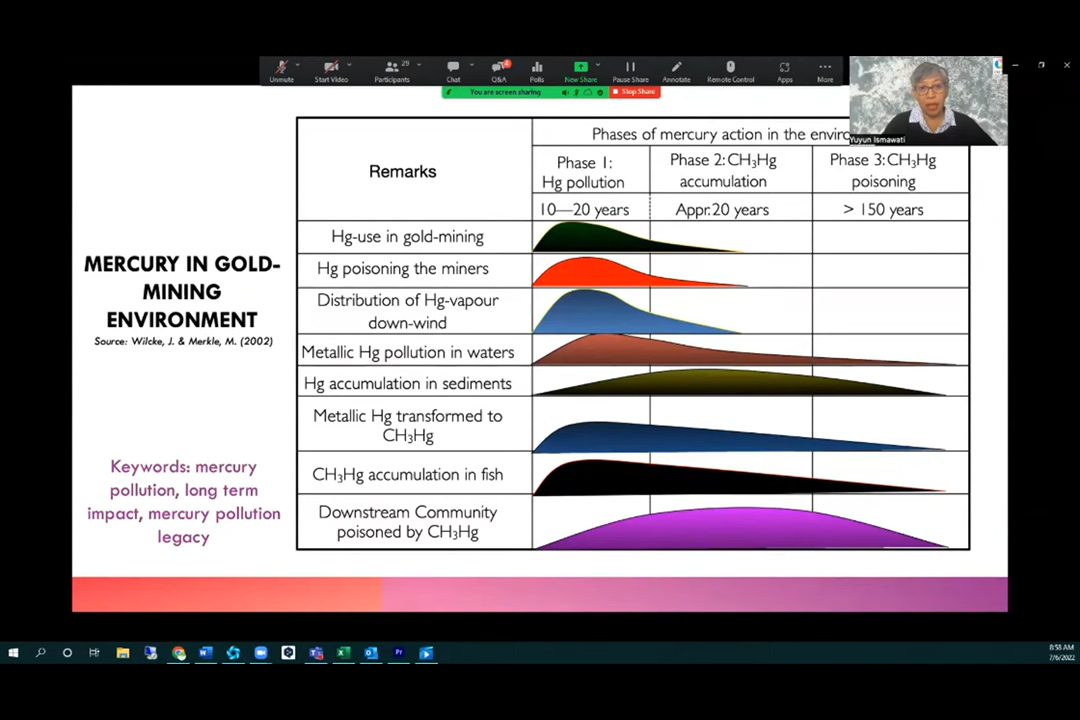 Unmute
Start Video
Participants
29
Chat
Q&A
4
Polls
New Share
Pause Share
Annotate
Remote Control
Apps
More
You are screen sharing
Stop Share
Yuyun Ismawati
MERCURY IN GOLD-
MINING
ENVIRONMENT
Source: Wilcke, J. & Merkle, M. (2002)
Keywords: mercury
pollution, long term
impact, mercury pollution
legacy
Remarks
Phases of mercury action in the
Phase 1:
Hg pollution
Phase 2: CH₃Hg
accumulation
Phase 3: CH₃Hg
poisoning
10—20 years
Appr. 20 years
> 150 years
Hg-use in gold-mining
Hg poisoning the miners
Distribution of Hg-vapour
down-wind
Metallic Hg pollution in waters
Hg accumulation in sediments
Metallic Hg transformed to
CH₃Hg
CH₃Hg accumulation in fish
Downstream Community
poisoned by CH₃Hg
8:58 AM
7/6/2022